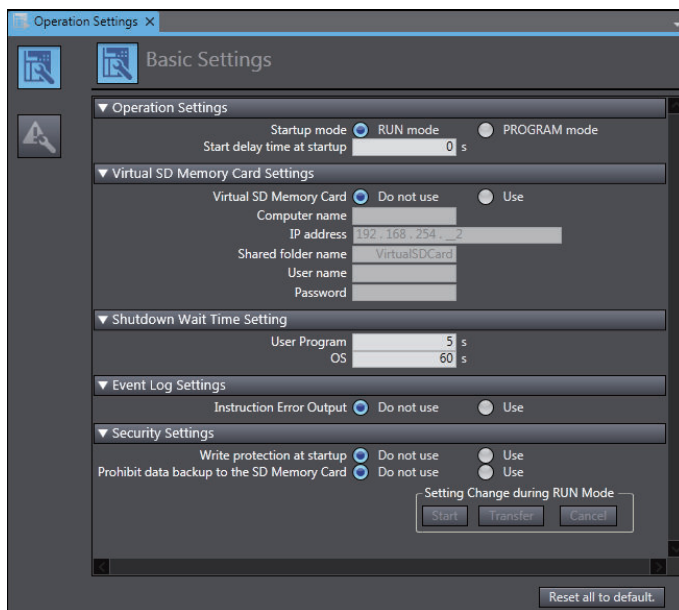 Operation Settings ×
Basic Settings
▼ Operation Settings
Startup mode RUN mode PROGRAM mode
Start delay time at startup 0 s
▼ Virtual SD Memory Card Settings
Virtual SD Memory Card Do not use Use
Computer name
IP address 192 . 168 . 254 . __2
Shared folder name VirtualSDCard
User name
Password
▼ Shutdown Wait Time Setting
User Program 5 s
OS 60 s
▼ Event Log Settings
Instruction Error Output Do not use Use
▼ Security Settings
Write protection at startup Do not use Use
Prohibit data backup to the SD Memory Card Do not use Use
Setting Change during RUN Mode
Start Transfer Cancel
Reset all to default.